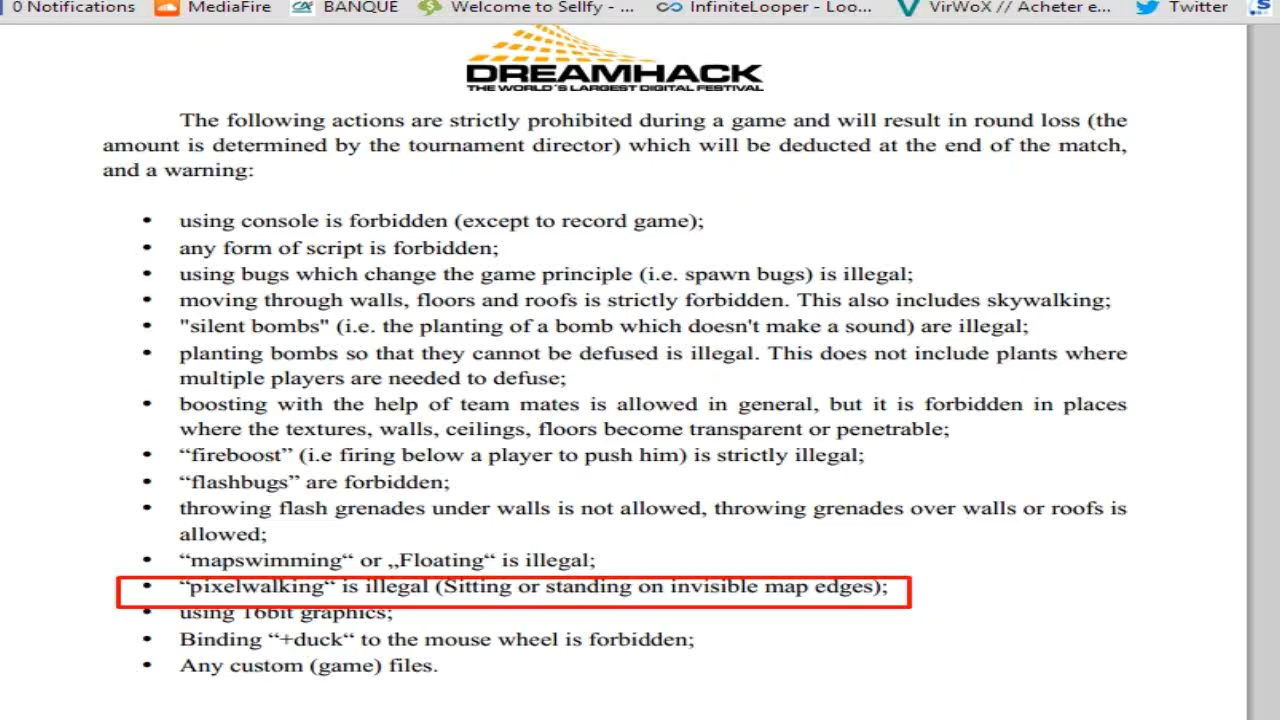 0 Notifications MediaFire BANQUE Welcome to Sellfy - ... InfiniteLooper - Loo... VirWoX // Acheter e... Twitter
DREAMHACK
THE WORLD'S LARGEST DIGITAL FESTIVAL
The following actions are strictly prohibited during a game and will result in round loss (the
amount is determined by the tournament director) which will be deducted at the end of the match,
and a warning:
• using console is forbidden (except to record game);
• any form of script is forbidden;
• using bugs which change the game principle (i.e. spawn bugs) is illegal;
• moving through walls, floors and roofs is strictly forbidden. This also includes skywalking;
• "silent bombs" (i.e. the planting of a bomb which doesn't make a sound) are illegal;
• planting bombs so that they cannot be defused is illegal. This does not include plants where
multiple players are needed to defuse;
• boosting with the help of team mates is allowed in general, but it is forbidden in places
where the textures, walls, ceilings, floors become transparent or penetrable;
• “fireboost” (i.e firing below a player to push him) is strictly illegal;
• “flashbugs” are forbidden;
• throwing flash grenades under walls is not allowed, throwing grenades over walls or roofs is
allowed;
• “mapswimming“ or „Floating“ is illegal;
• “pixelwalking“ is illegal (Sitting or standing on invisible map edges);
• using 16bit graphics;
• Binding “+duck“ to the mouse wheel is forbidden;
• Any custom (game) files.